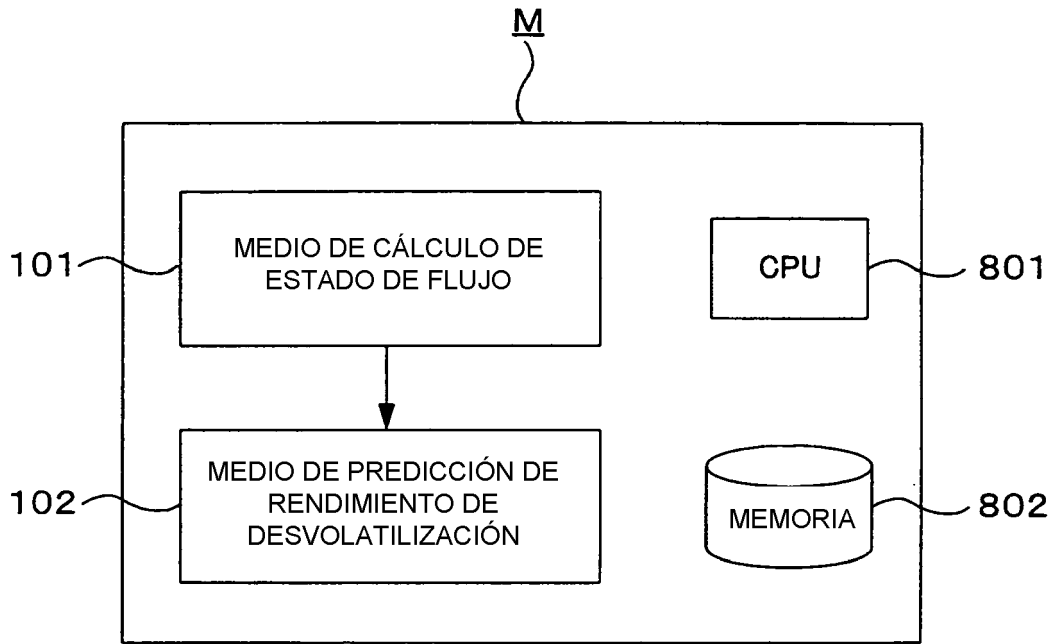 M
101
MEDIO DE CÁLCULO DE
ESTADO DE FLUJO
CPU
801
102
MEDIO DE PREDICCIÓN DE
RENDIMIENTO DE
DESVOLATILIZACIÓN
MEMORIA
802